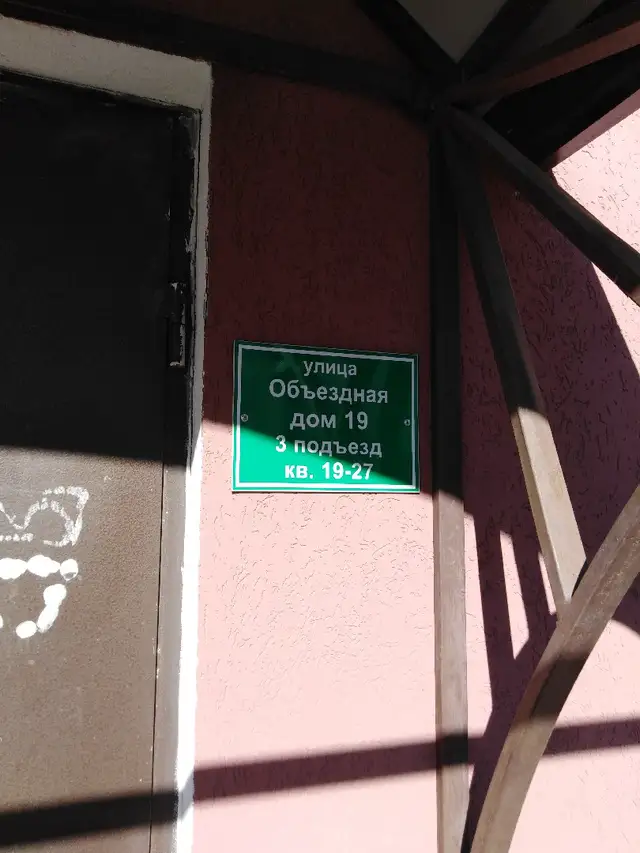 улица
Объездная
дом 19
3 подъезд
кв. 19-27